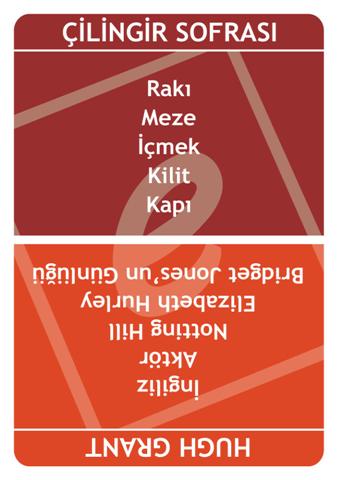 ÇİLİNGİR SOFRASI
Rakı
Meze
İçmek
Kilit
Kapı
HUGH GRANT
İngiliz
Aktör
Notting Hill
Elizabeth Hurley
Bridget Jones'un Günlüğü
e